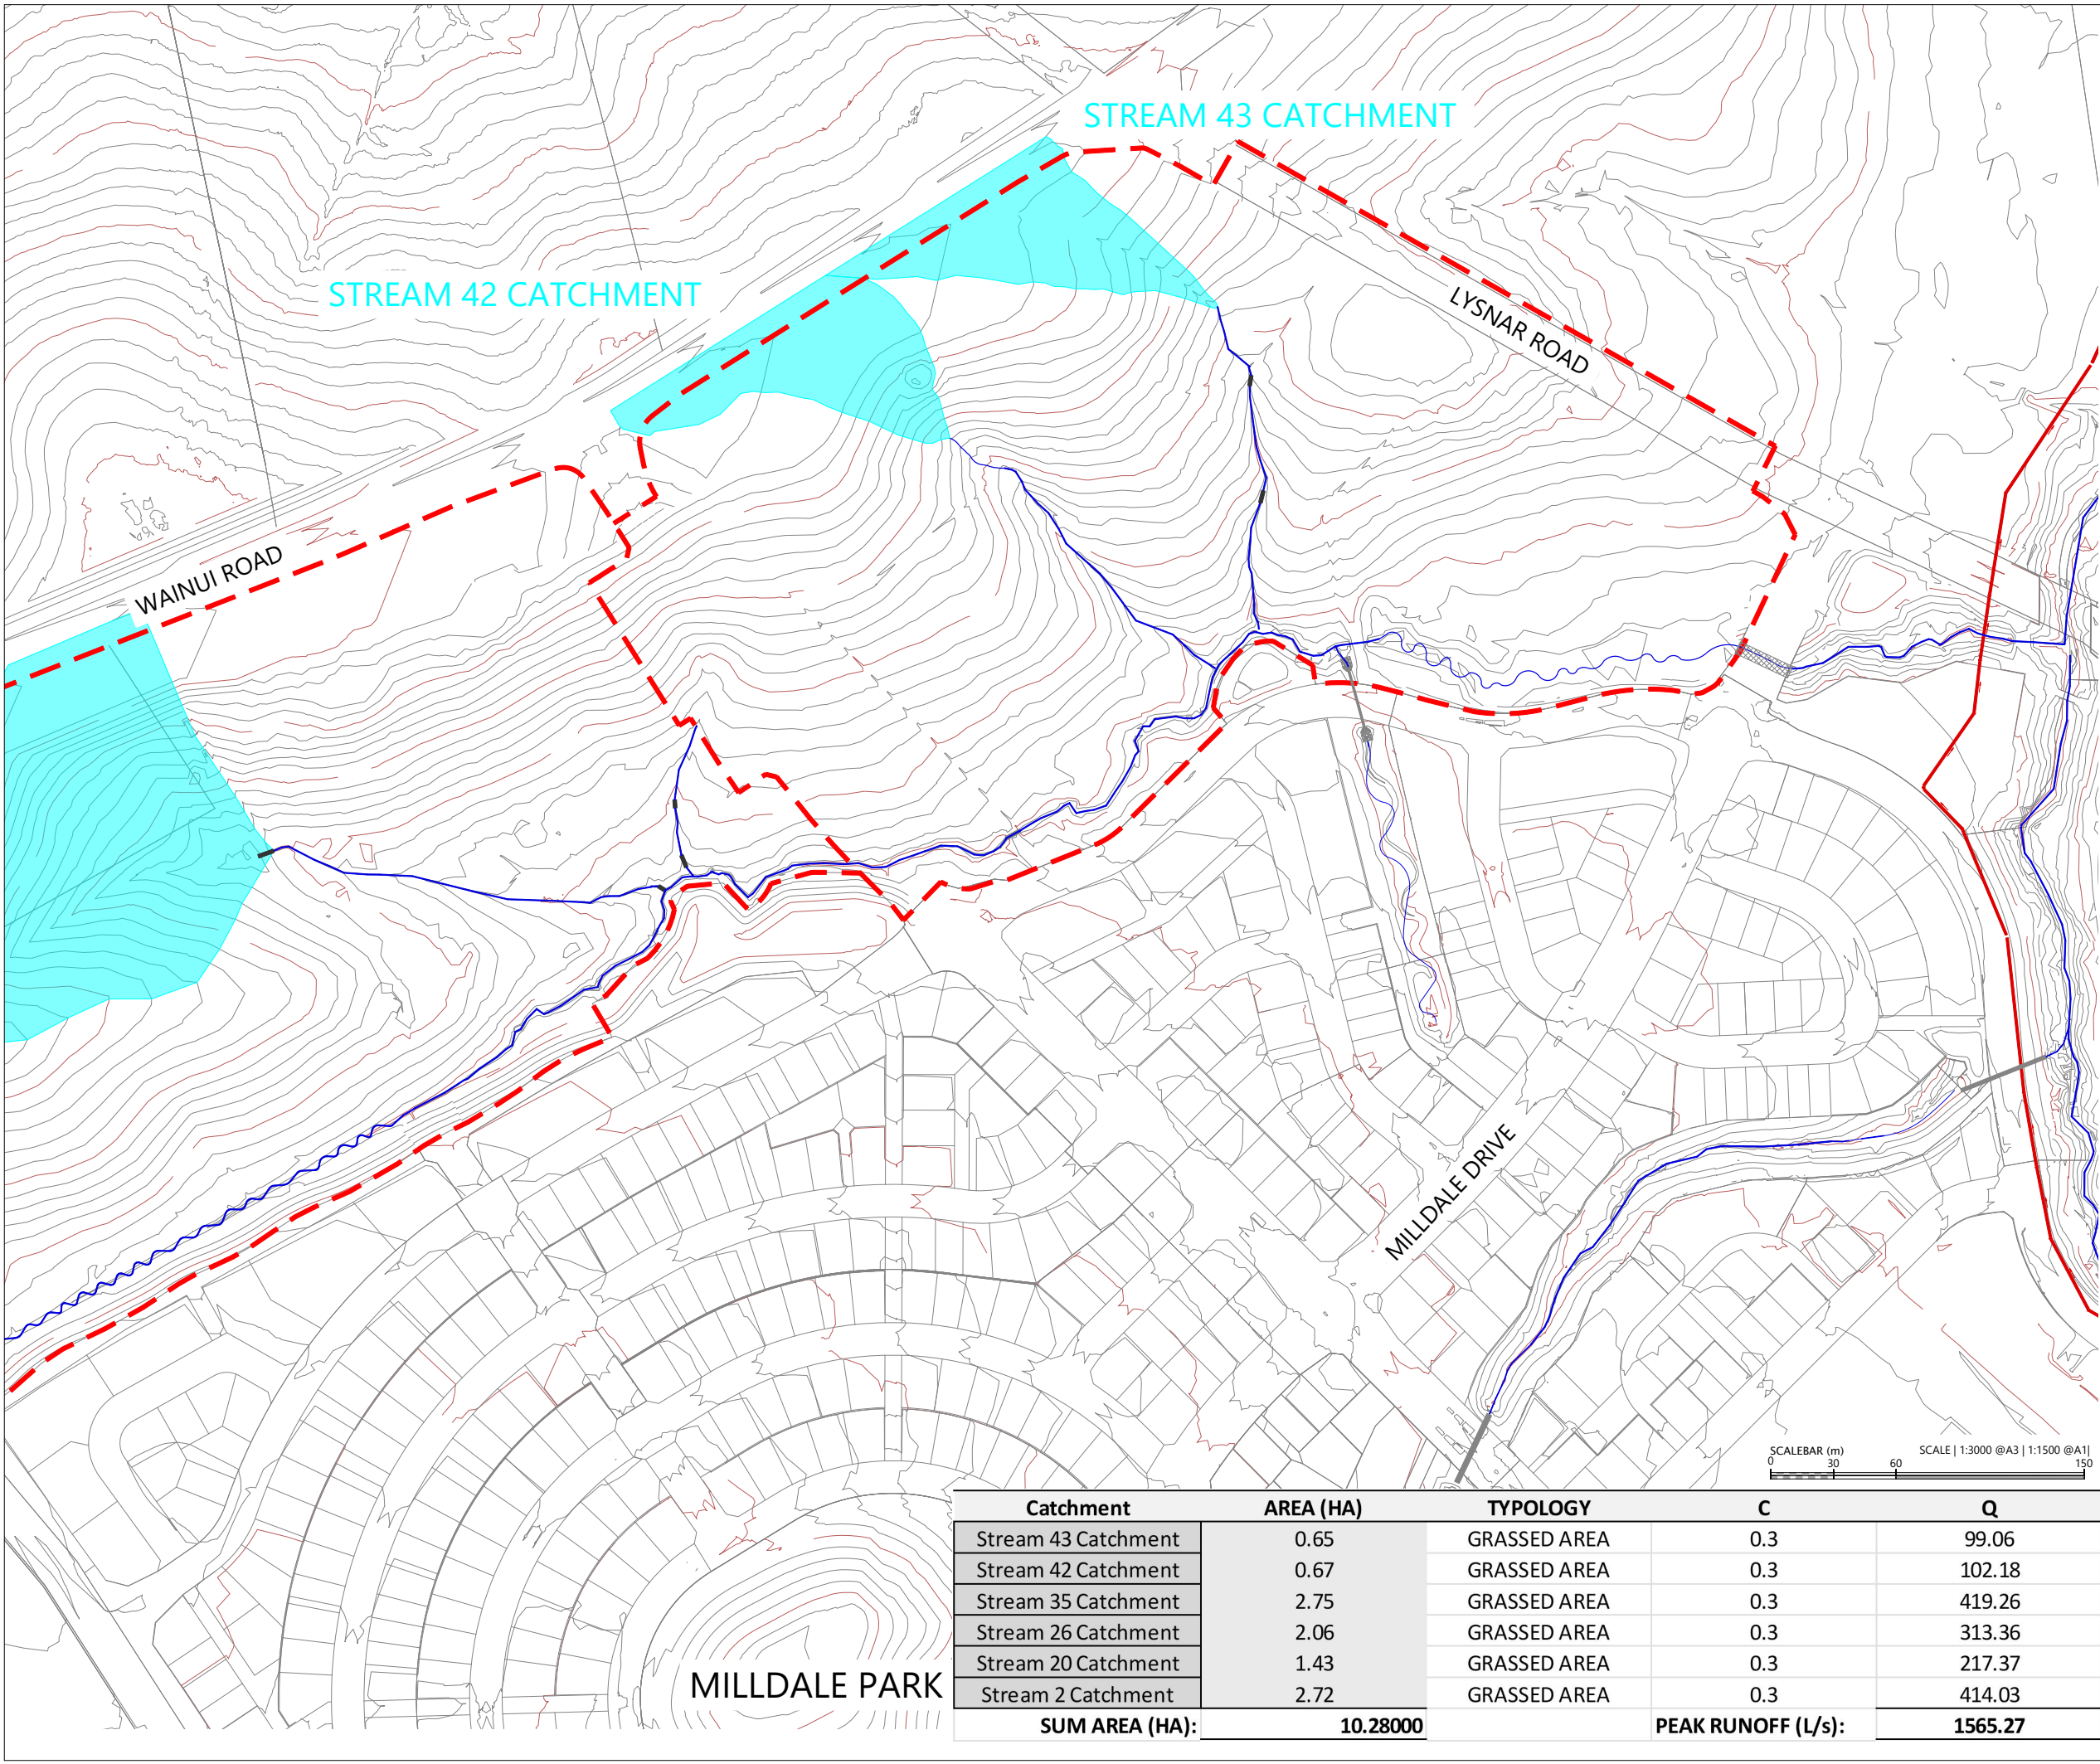 STREAM 43 CATCHMENT
STREAM 42 CATCHMENT
LYSNAR ROAD
WAINUI ROAD
MILLDALE DRIVE
SCALEBAR (m)
0 30 60 150
SCALE | 1:3000 @A3 | 1:1500 @A1|
MILLDALE PARK
Catchment AREA (HA) TYPOLOGY C Q
Stream 43 Catchment 0.65 GRASSED AREA 0.3 99.06
Stream 42 Catchment 0.67 GRASSED AREA 0.3 102.18
Stream 35 Catchment 2.75 GRASSED AREA 0.3 419.26
Stream 26 Catchment 2.06 GRASSED AREA 0.3 313.36
Stream 20 Catchment 1.43 GRASSED AREA 0.3 217.37
Stream 2 Catchment 2.72 GRASSED AREA 0.3 414.03
SUM AREA (HA): 10.28000 PEAK RUNOFF (L/s): 1565.27